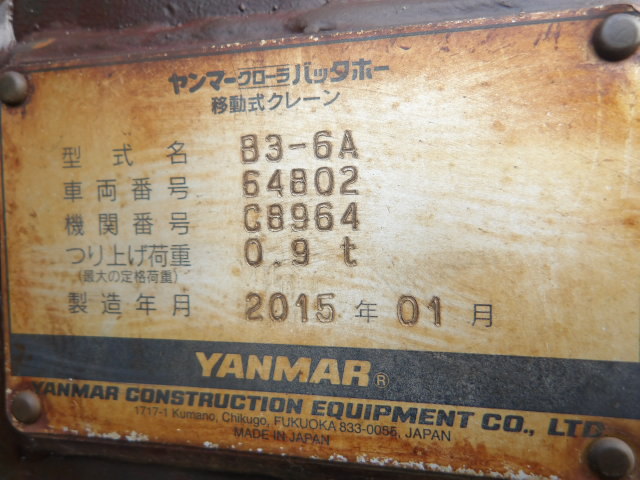 ヤンマークローラバックホー
移動式クレーン
型式名 B3-6A
車両番号 64802
機関番号 C8964
つり上げ荷重 0.9 t
(最大の定格荷重)
製造年月 2015 年 01 月
YANMAR®
YANMAR CONSTRUCTION EQUIPMENT CO., LTD
1717-1 Kumano, Chikugo, FUKUOKA 833-0055, JAPAN
MADE IN JAPAN